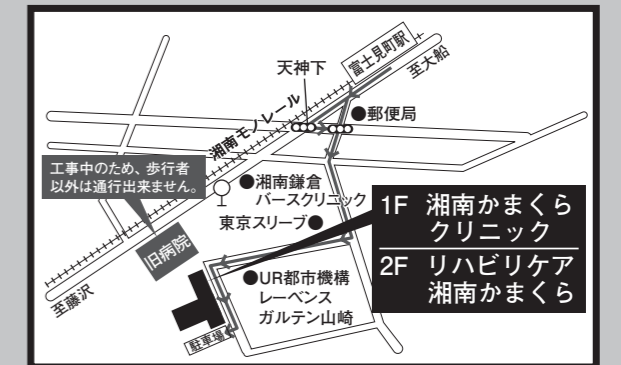 富士見町駅
至大船
天神下
●郵便局
湘南モノレール
工事中のため、歩行者
以外は通行出来ません。
●湘南鎌倉
バースクリニック
東京スリーブ●
旧病院
1F 湘南かまくら
クリニック
2F リハビリケア
湘南かまくら
●UR都市機構
レーベンス
ガルテン山崎
至藤沢
駐車場